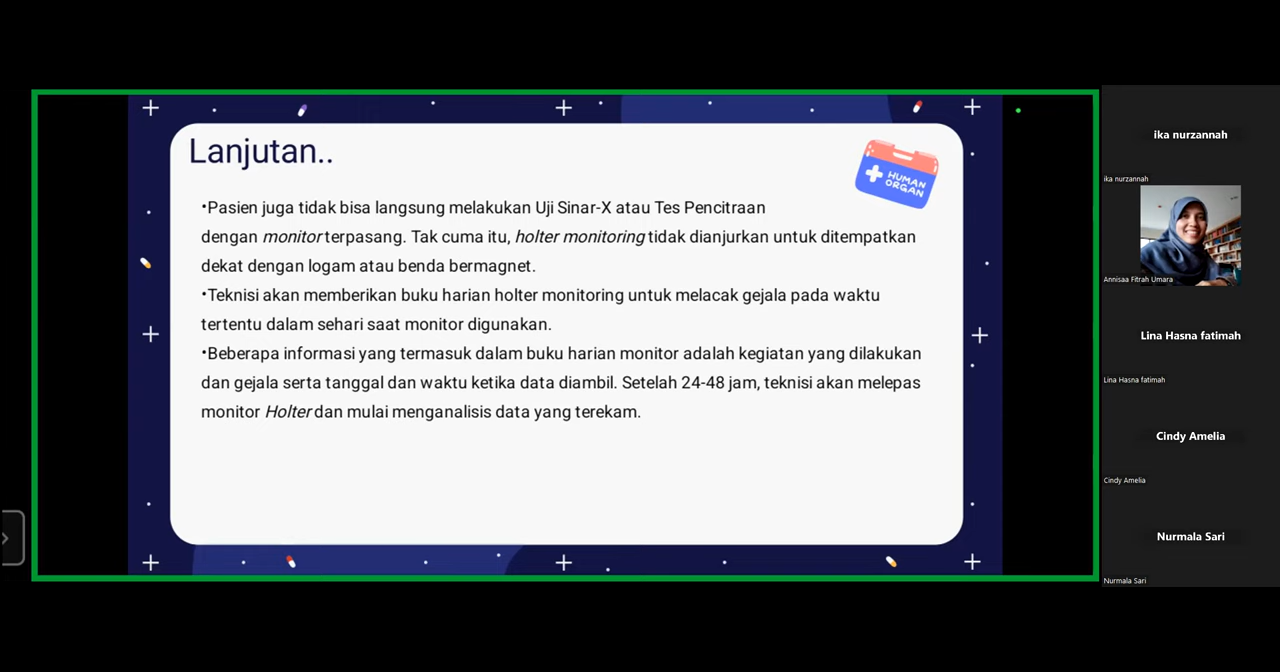 Lanjutan..
HUMAN
ORGAN
•Pasien juga tidak bisa langsung melakukan Uji Sinar-X atau Tes Pencitraan
dengan monitor terpasang. Tak cuma itu, holter monitoring tidak dianjurkan untuk ditempatkan
dekat dengan logam atau benda bermagnet.
•Teknisi akan memberikan buku harian holter monitoring untuk melacak gejala pada waktu
tertentu dalam sehari saat monitor digunakan.
•Beberapa informasi yang termasuk dalam buku harian monitor adalah kegiatan yang dilakukan
dan gejala serta tanggal dan waktu ketika data diambil. Setelah 24-48 jam, teknisi akan melepas
monitor Holter dan mulai menganalisis data yang terekam.
ika nurzannah
ika nurzannah
Annisaa Fitrah Umara
Lina Hasna fatimah
Lina Hasna fatimah
Cindy Amelia
Cindy Amelia
Nurmala Sari
Nurmala Sari